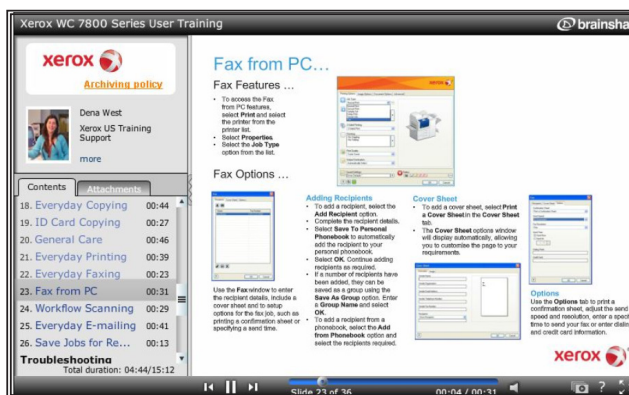 Xerox WC 7800 Series User Training
brainsha
xerox
Archiving policy
Dena West
Xerox US Training
Support
more
Contents
Attachments
18. Everyday Copying 00:44
19. ID Card Copying 00:27
20. General Care 00:46
21. Everyday Printing 00:39
22. Everyday Faxing 00:23
23. Fax from PC 00:31
24. Workflow Scanning 00:29
25. Everyday E-mailing 00:41
26. Save Jobs for Re... 00:13
Troubleshooting
Total duration: 04:44/15:12
Fax from PC...
Fax Features ...
• To access the Fax
from PC features,
select Print and select
the printer from the
printer list.
• Select Properties.
• Select the Job Type
option from the list.
Fax Options ...
Use the Fax window to enter
the recipient details, include a
cover sheet and to setup
options for the fax job, such as
printing a confirmation sheet or
specifying a send time.
Adding Recipients
• To add a recipient, select the
Add Recipient option.
• Complete the recipient details.
• Select Save To Personal
Phonebook to automatically
add the recipient to your
personal phonebook.
• Select OK. Continue adding
recipients as required.
• If a number of recipients have
been added, they can be
saved as a group using the
Save As Group option. Enter
a Group Name and select
OK.
• To add a recipient from a
phonebook, select the Add
from Phonebook option and
select the recipients required.
Cover Sheet
• To add a cover sheet, select Print
a Cover Sheet in the Cover Sheet
tab.
• The Cover Sheet options window
will display automatically, allowing
you to customize the page to your
requirements.
Options
Use the Options tab to print a
confirmation sheet, adjust the send
speed and resolution, enter a specif
time to send your fax or enter dialin
and credit card information.
xerox
Slide 23 of 36
00:04 / 00:31